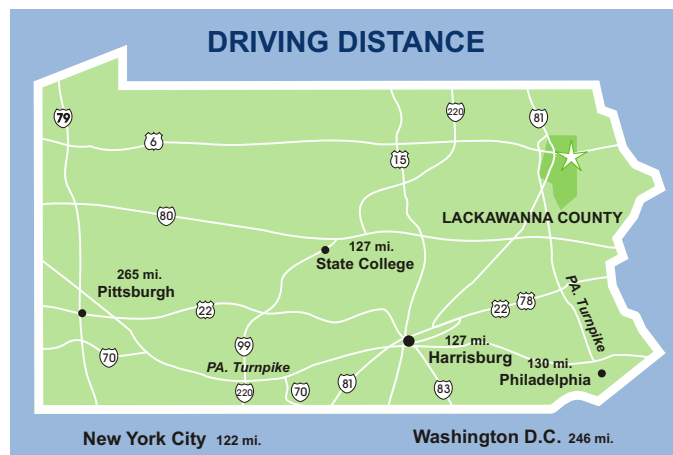 DRIVING DISTANCE
79
220
81
6
15
LACKAWANNA COUNTY
80
127 mi.
State College
265 mi.
Pittsburgh
PA. Turnpike
22
22
78
99
127 mi.
Harrisburg
70
PA. Turnpike
130 mi.
Philadelphia
220
70
81
83
New York City 122 mi.
Washington D.C. 246 mi.